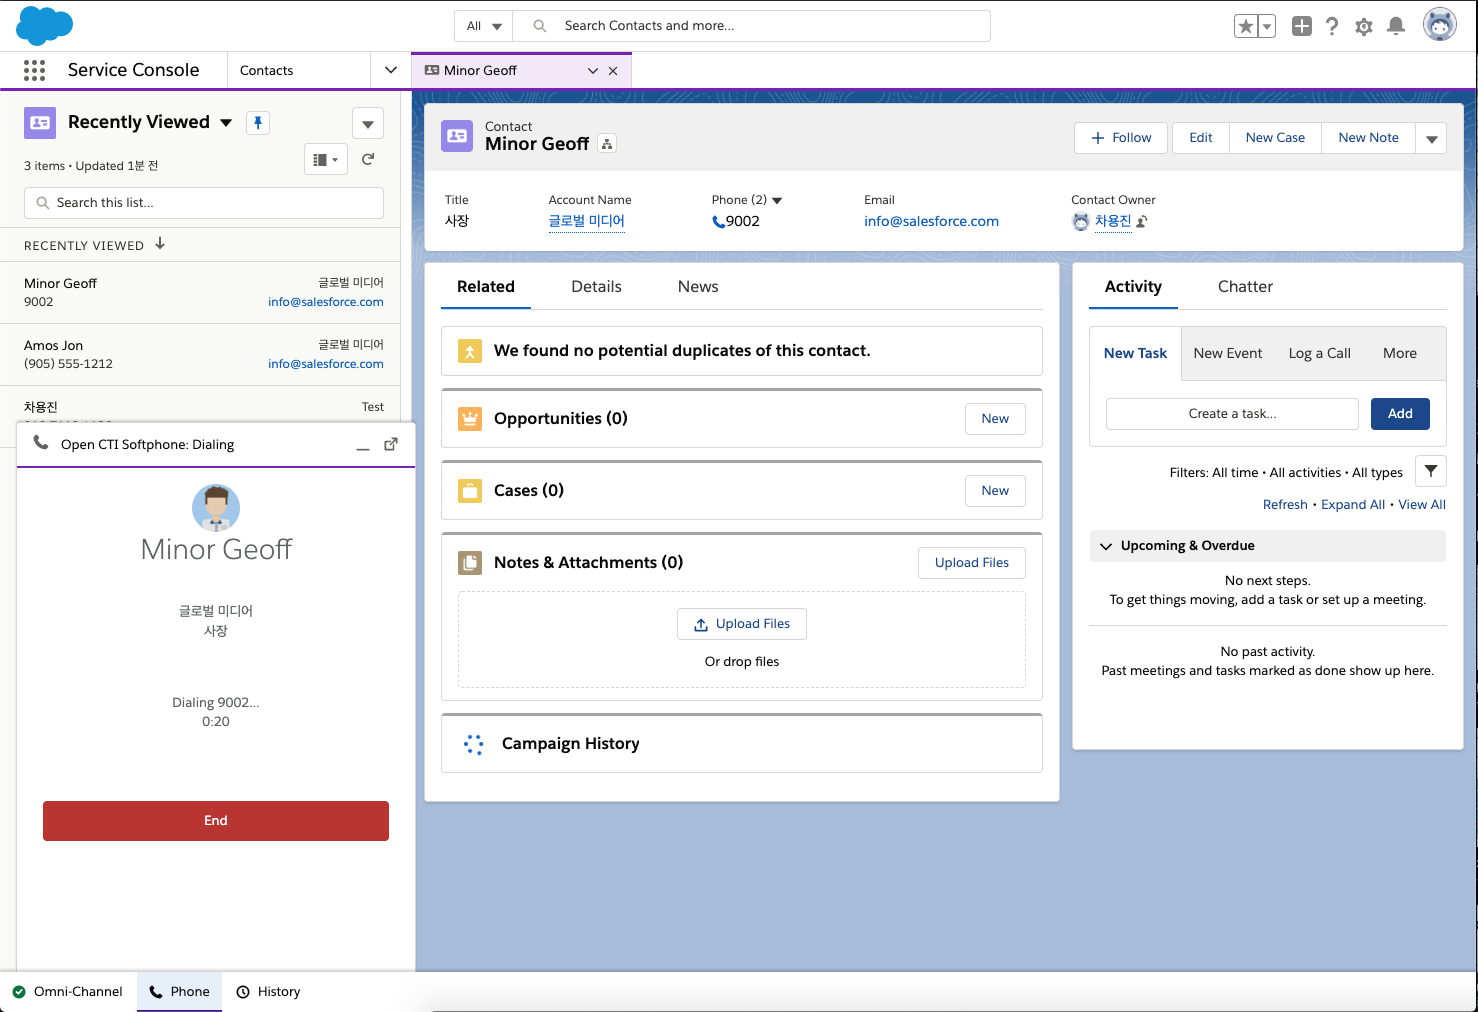 All
Search Contacts and more...
Service Console
Contacts
Minor Geoff
Recently Viewed
3 items • Updated 1분 전
Search this list...
RECENTLY VIEWED
Minor Geoff
글로벌 미디어
9002
info@salesforce.com
Amos Jon
글로벌 미디어
(905) 555-1212
info@salesforce.com
차용진
Test
Open CTI Softphone: Dialing
Minor Geoff
글로벌 미디어
사장
Dialing 9002...
0:20
End
Omni-Channel
Phone
History
Contact
Minor Geoff
Follow
Edit
New Case
New Note
Title
사장
Account Name
글로벌 미디어
Phone (2)
9002
Email
info@salesforce.com
Contact Owner
차용진
Related
Details
News
We found no potential duplicates of this contact.
Opportunities (0)
New
Cases (0)
New
Notes & Attachments (0)
Upload Files
Upload Files
Or drop files
Campaign History
Activity
Chatter
New Task
New Event
Log a Call
More
Create a task...
Add
Filters: All time • All activities • All types
Refresh • Expand All • View All
Upcoming & Overdue
No next steps.
To get things moving, add a task or set up a meeting.
No past activity.
Past meetings and tasks marked as done show up here.